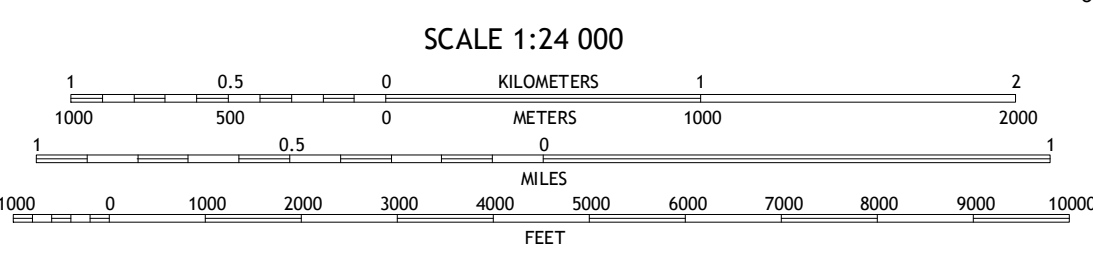 SCALE 1:24 000
1 0.5 0 KILOMETERS 1 2
1000 500 0 METERS 1000 2000
1 0.5 0 1
MILES
1000 0 1000 2000 3000 4000 5000 6000 7000 8000 9000 10000
FEET